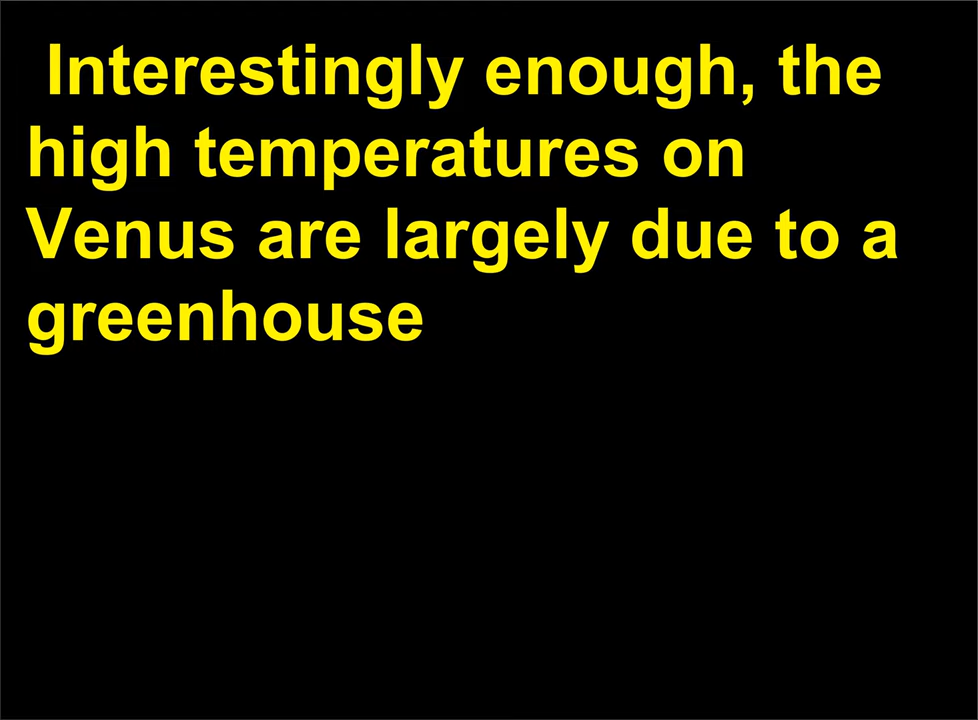 Interestingly enough, the
high temperatures on
Venus are largely due to a
greenhouse